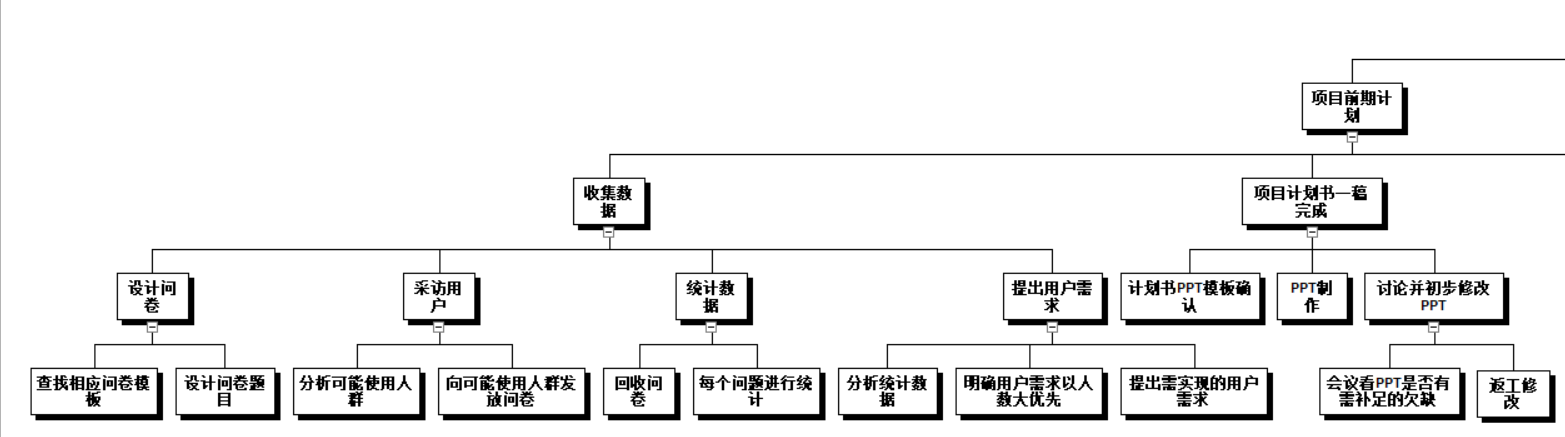 项目前期计
划
收集数
据
项目计划书一稿
完成
设计问
卷
采访用
户
统计数
据
提出用户需
求
计划书PPT模板确
认
PPT制
作
讨论并初步修改
PPT
查找相应问卷模
板
设计问卷题
目
分析可能使用人
群
向可能使用人群发
放问卷
回收问
卷
每个问题进行统
计
分析统计数
据
明确用户需求以人
数大优先
提出需实现的用户
需求
会议看PPT是否有
需补足的欠缺
返工修
改